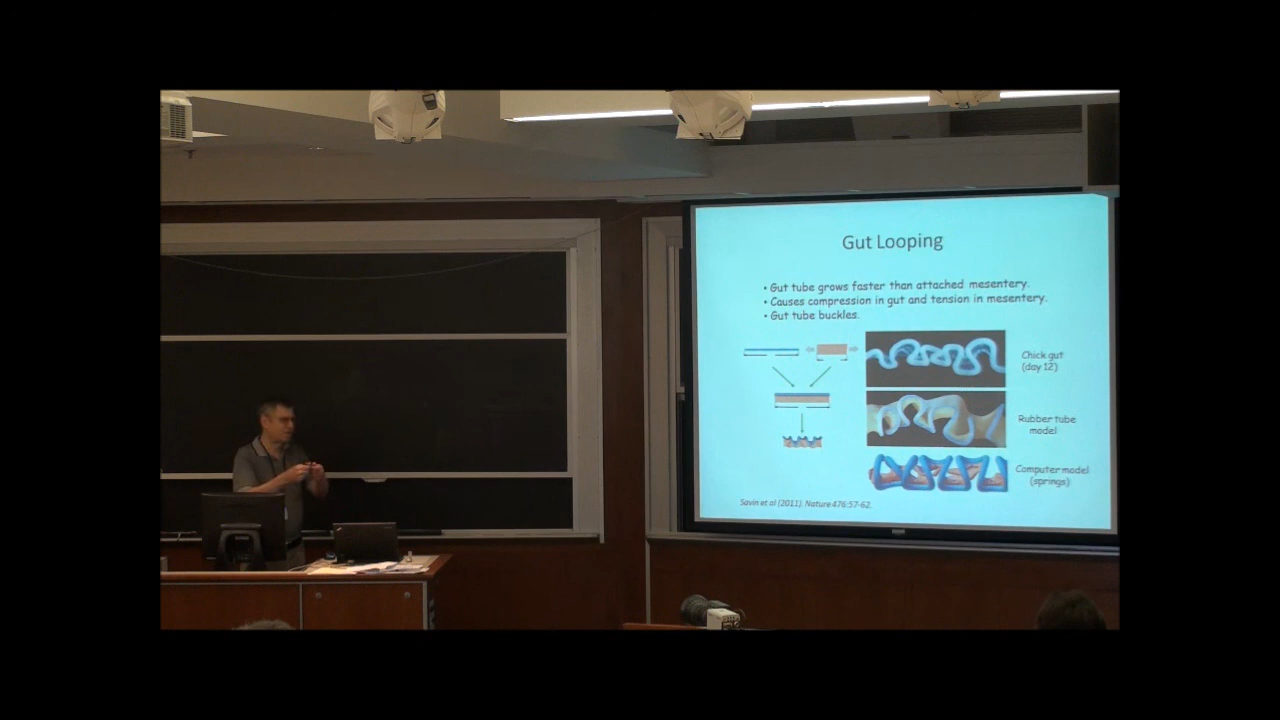 Gut Looping
• Gut tube grows faster than attached mesentery.
• Causes compression in gut and tension in mesentery.
• Gut tube buckles.
Chick gut
(day 12)
Rubber tube
model
Computer model
(springs)
Savin et al (2011). Nature 476:57-62.